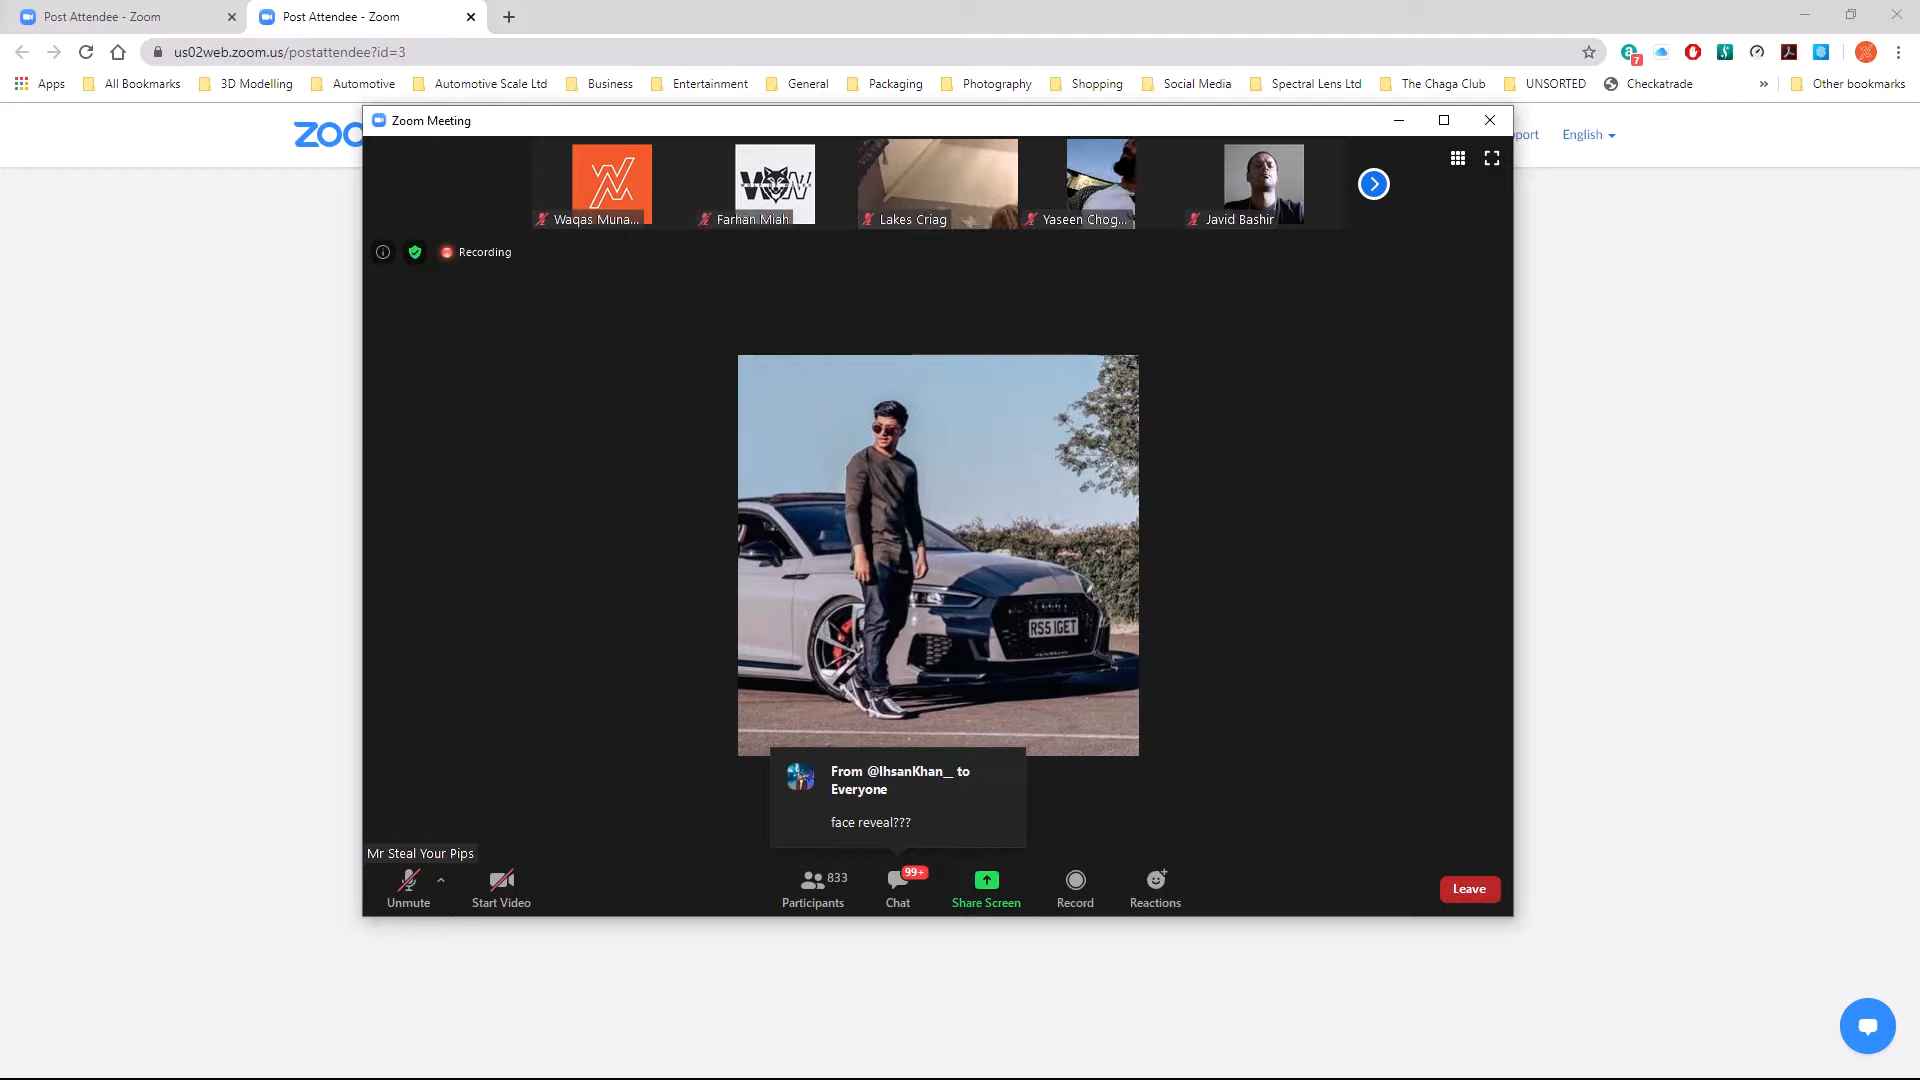 Post Attendee - Zoom
Post Attendee - Zoom
us02web.zoom.us/postattendee?id=3
7
Apps
All Bookmarks
3D Modelling
Automotive
Automotive Scale Ltd
Business
Entertainment
General
Packaging
Photography
Shopping
Social Media
Spectral Lens Ltd
The Chaga Club
UNSORTED
Checkatrade
Other bookmarks
Zoom Meeting
English
Waqas Muna...
Farhan Miah
Lakes Criag
Yaseen Chog...
Javid Bashir
Recording
RS5 IGET
From @IhsanKhan__ to
Everyone
face reveal???
Mr Steal Your Pips
Unmute
Start Video
833
Participants
99+
Chat
Share Screen
Record
Reactions
Leave